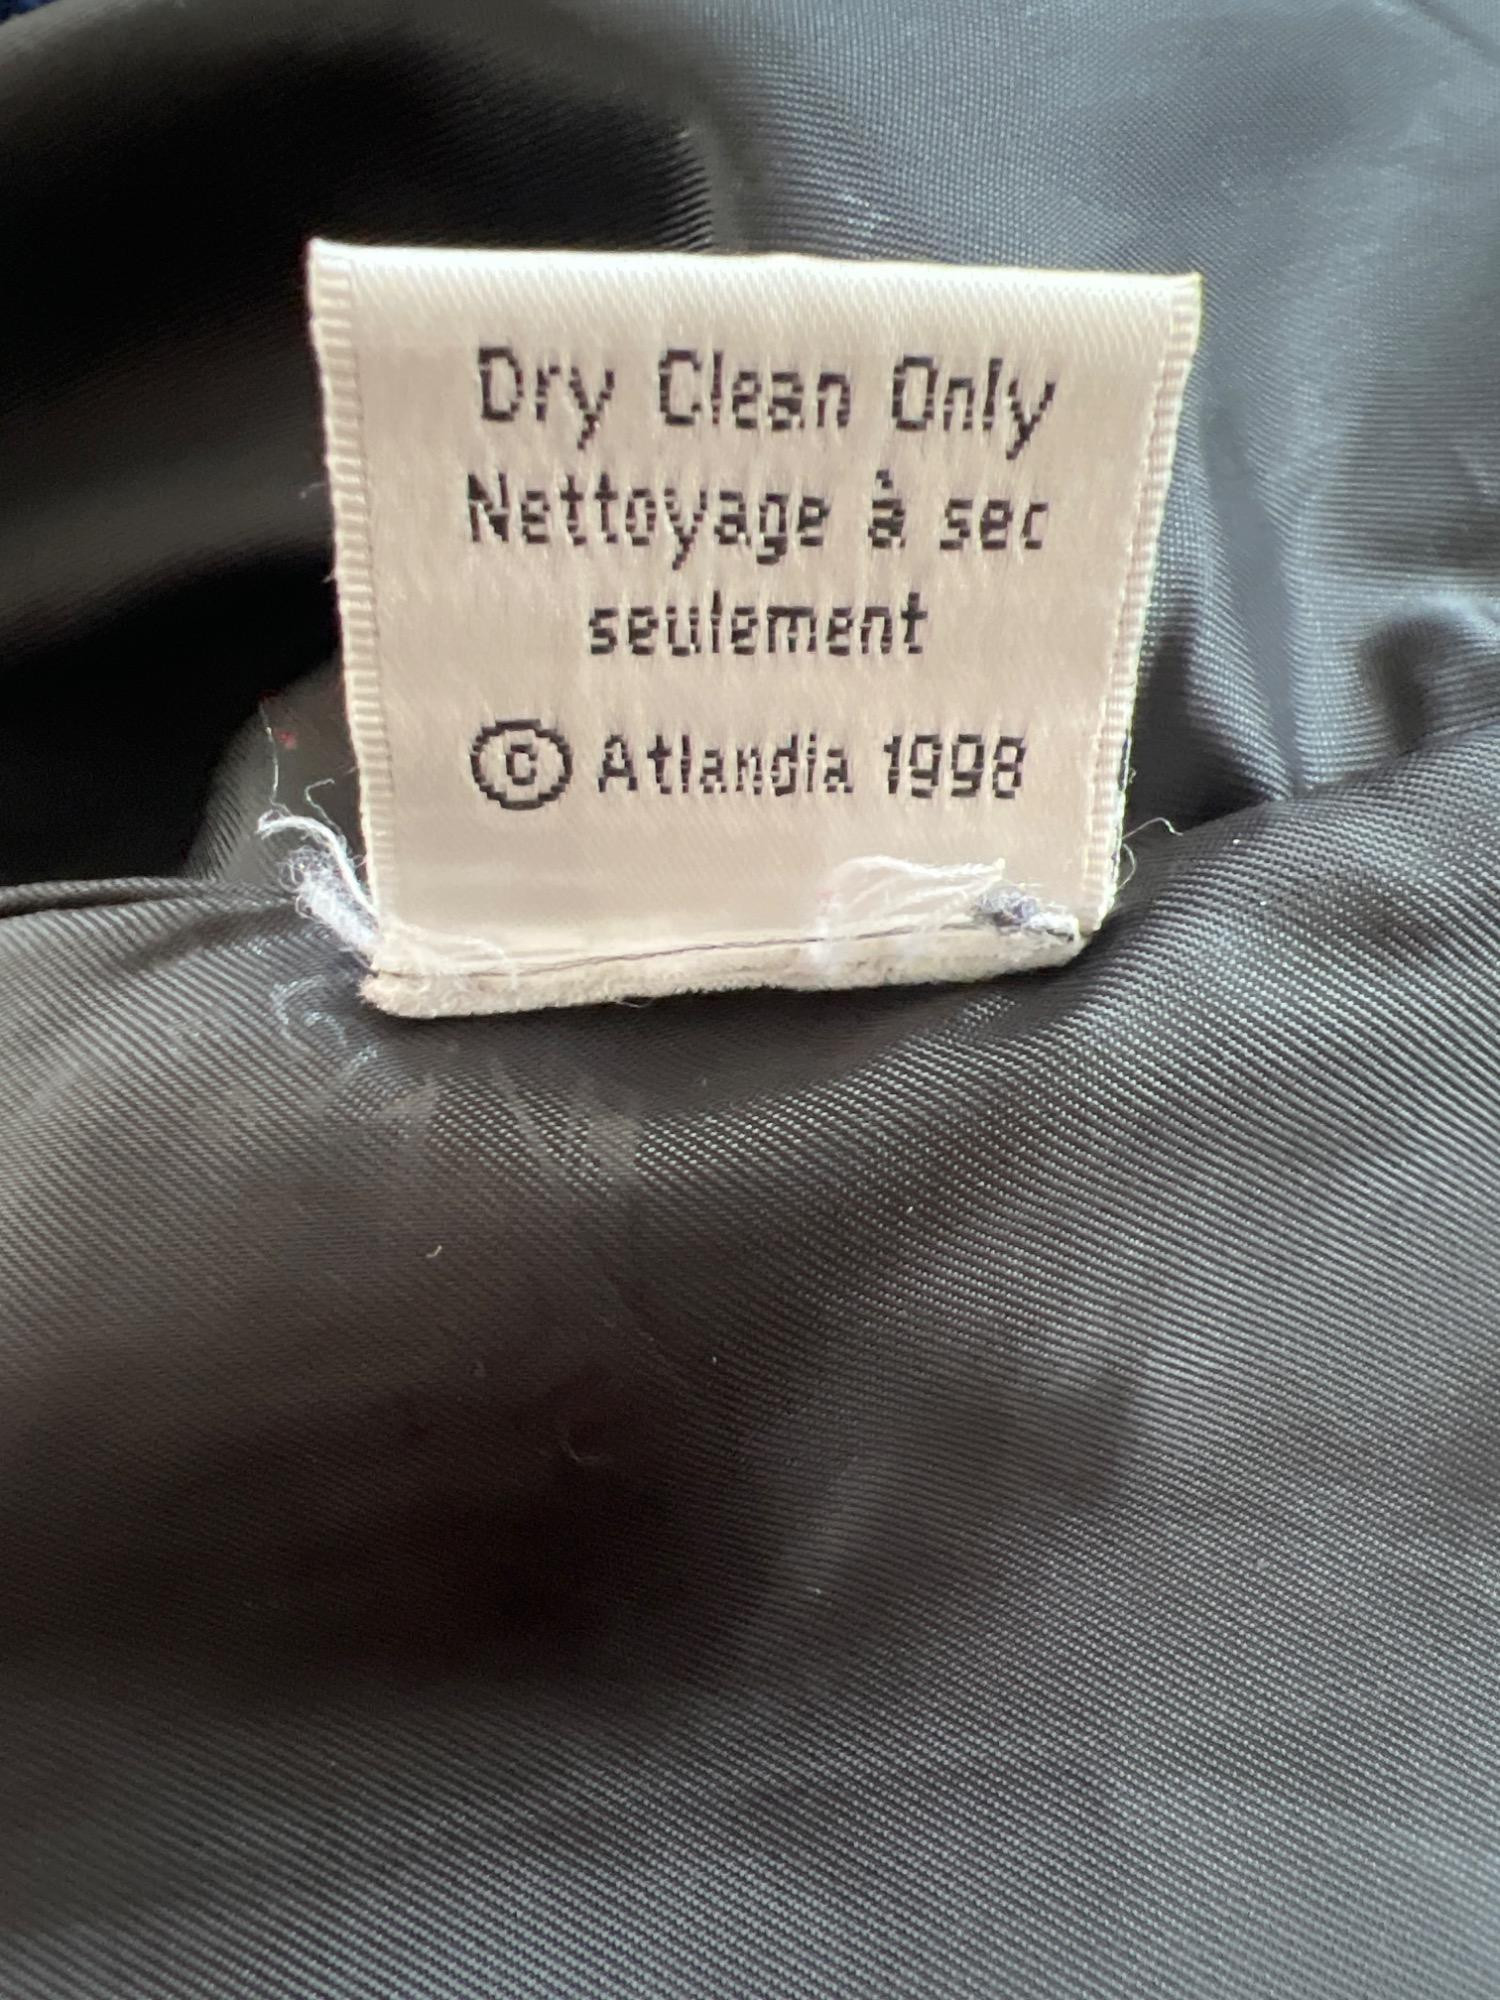 Dry Clean Only
Nettoyage à sec
seulement
© Atlandia 1998